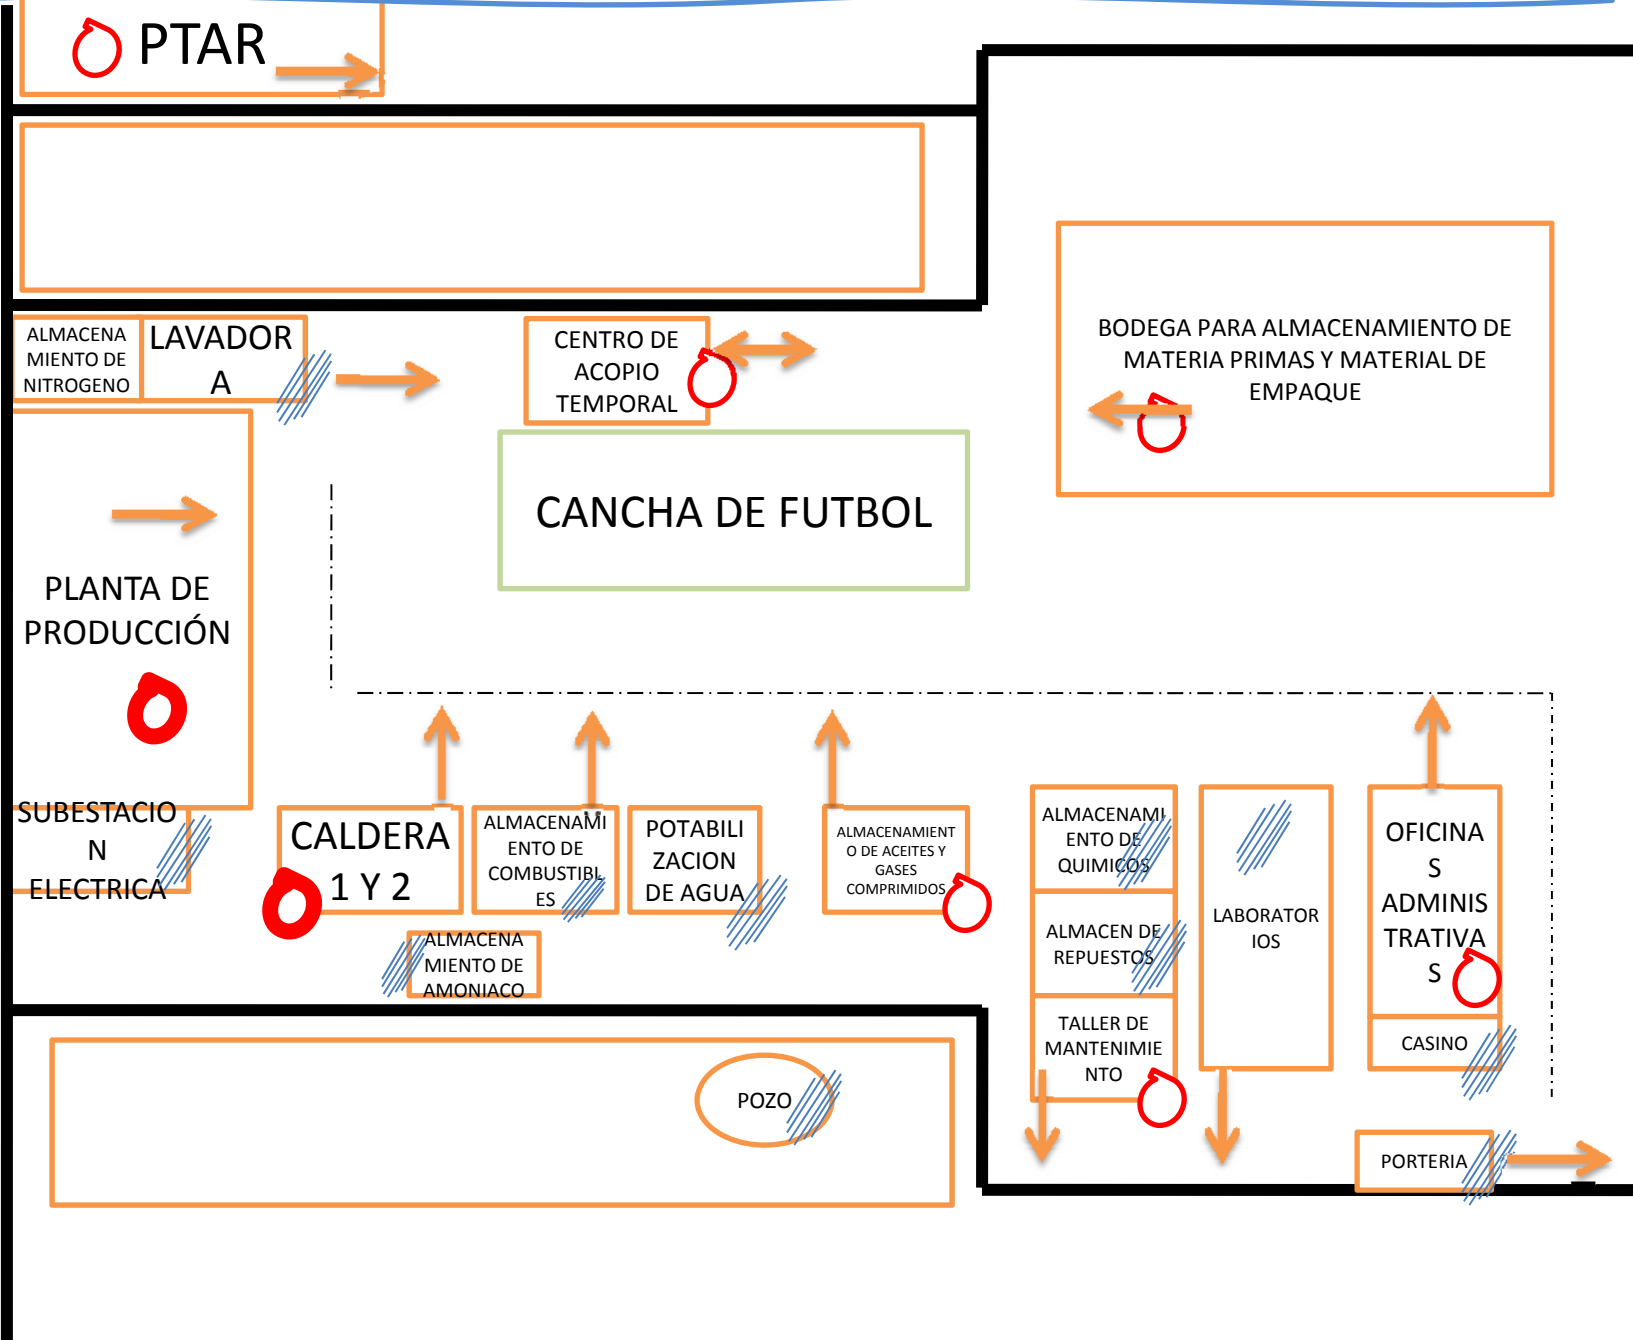 PTAR
ALMACENA
MIENTO DE
NITROGENO
LAVADOR
A
CENTRO DE
ACOPIO
TEMPORAL
BODEGA PARA ALMACENAMIENTO DE
MATERIA PRIMAS Y MATERIAL DE
EMPAQUE
CANCHA DE FUTBOL
PLANTA DE
PRODUCCIÓN
SUBESTACIO
N
ELECTRICA
CALDERA
1 Y 2
ALMACENAMI
ENTO DE
COMBUSTIBL
ES
POTABILI
ZACION
DE AGUA
ALMACENAMIENT
O DE ACEITES Y
GASES
COMPRIMIDOS
ALMACENAMI
ENTO DE
QUIMICOS
ALMACEN DE
REPUESTOS
TALLER DE
MANTENIMIE
NTO
LABORATOR
IOS
OFICINA
S
ADMINIS
TRATIVA
S
CASINO
ALMACENA
MIENTO DE
AMONIACO
POZO
PORTERIA